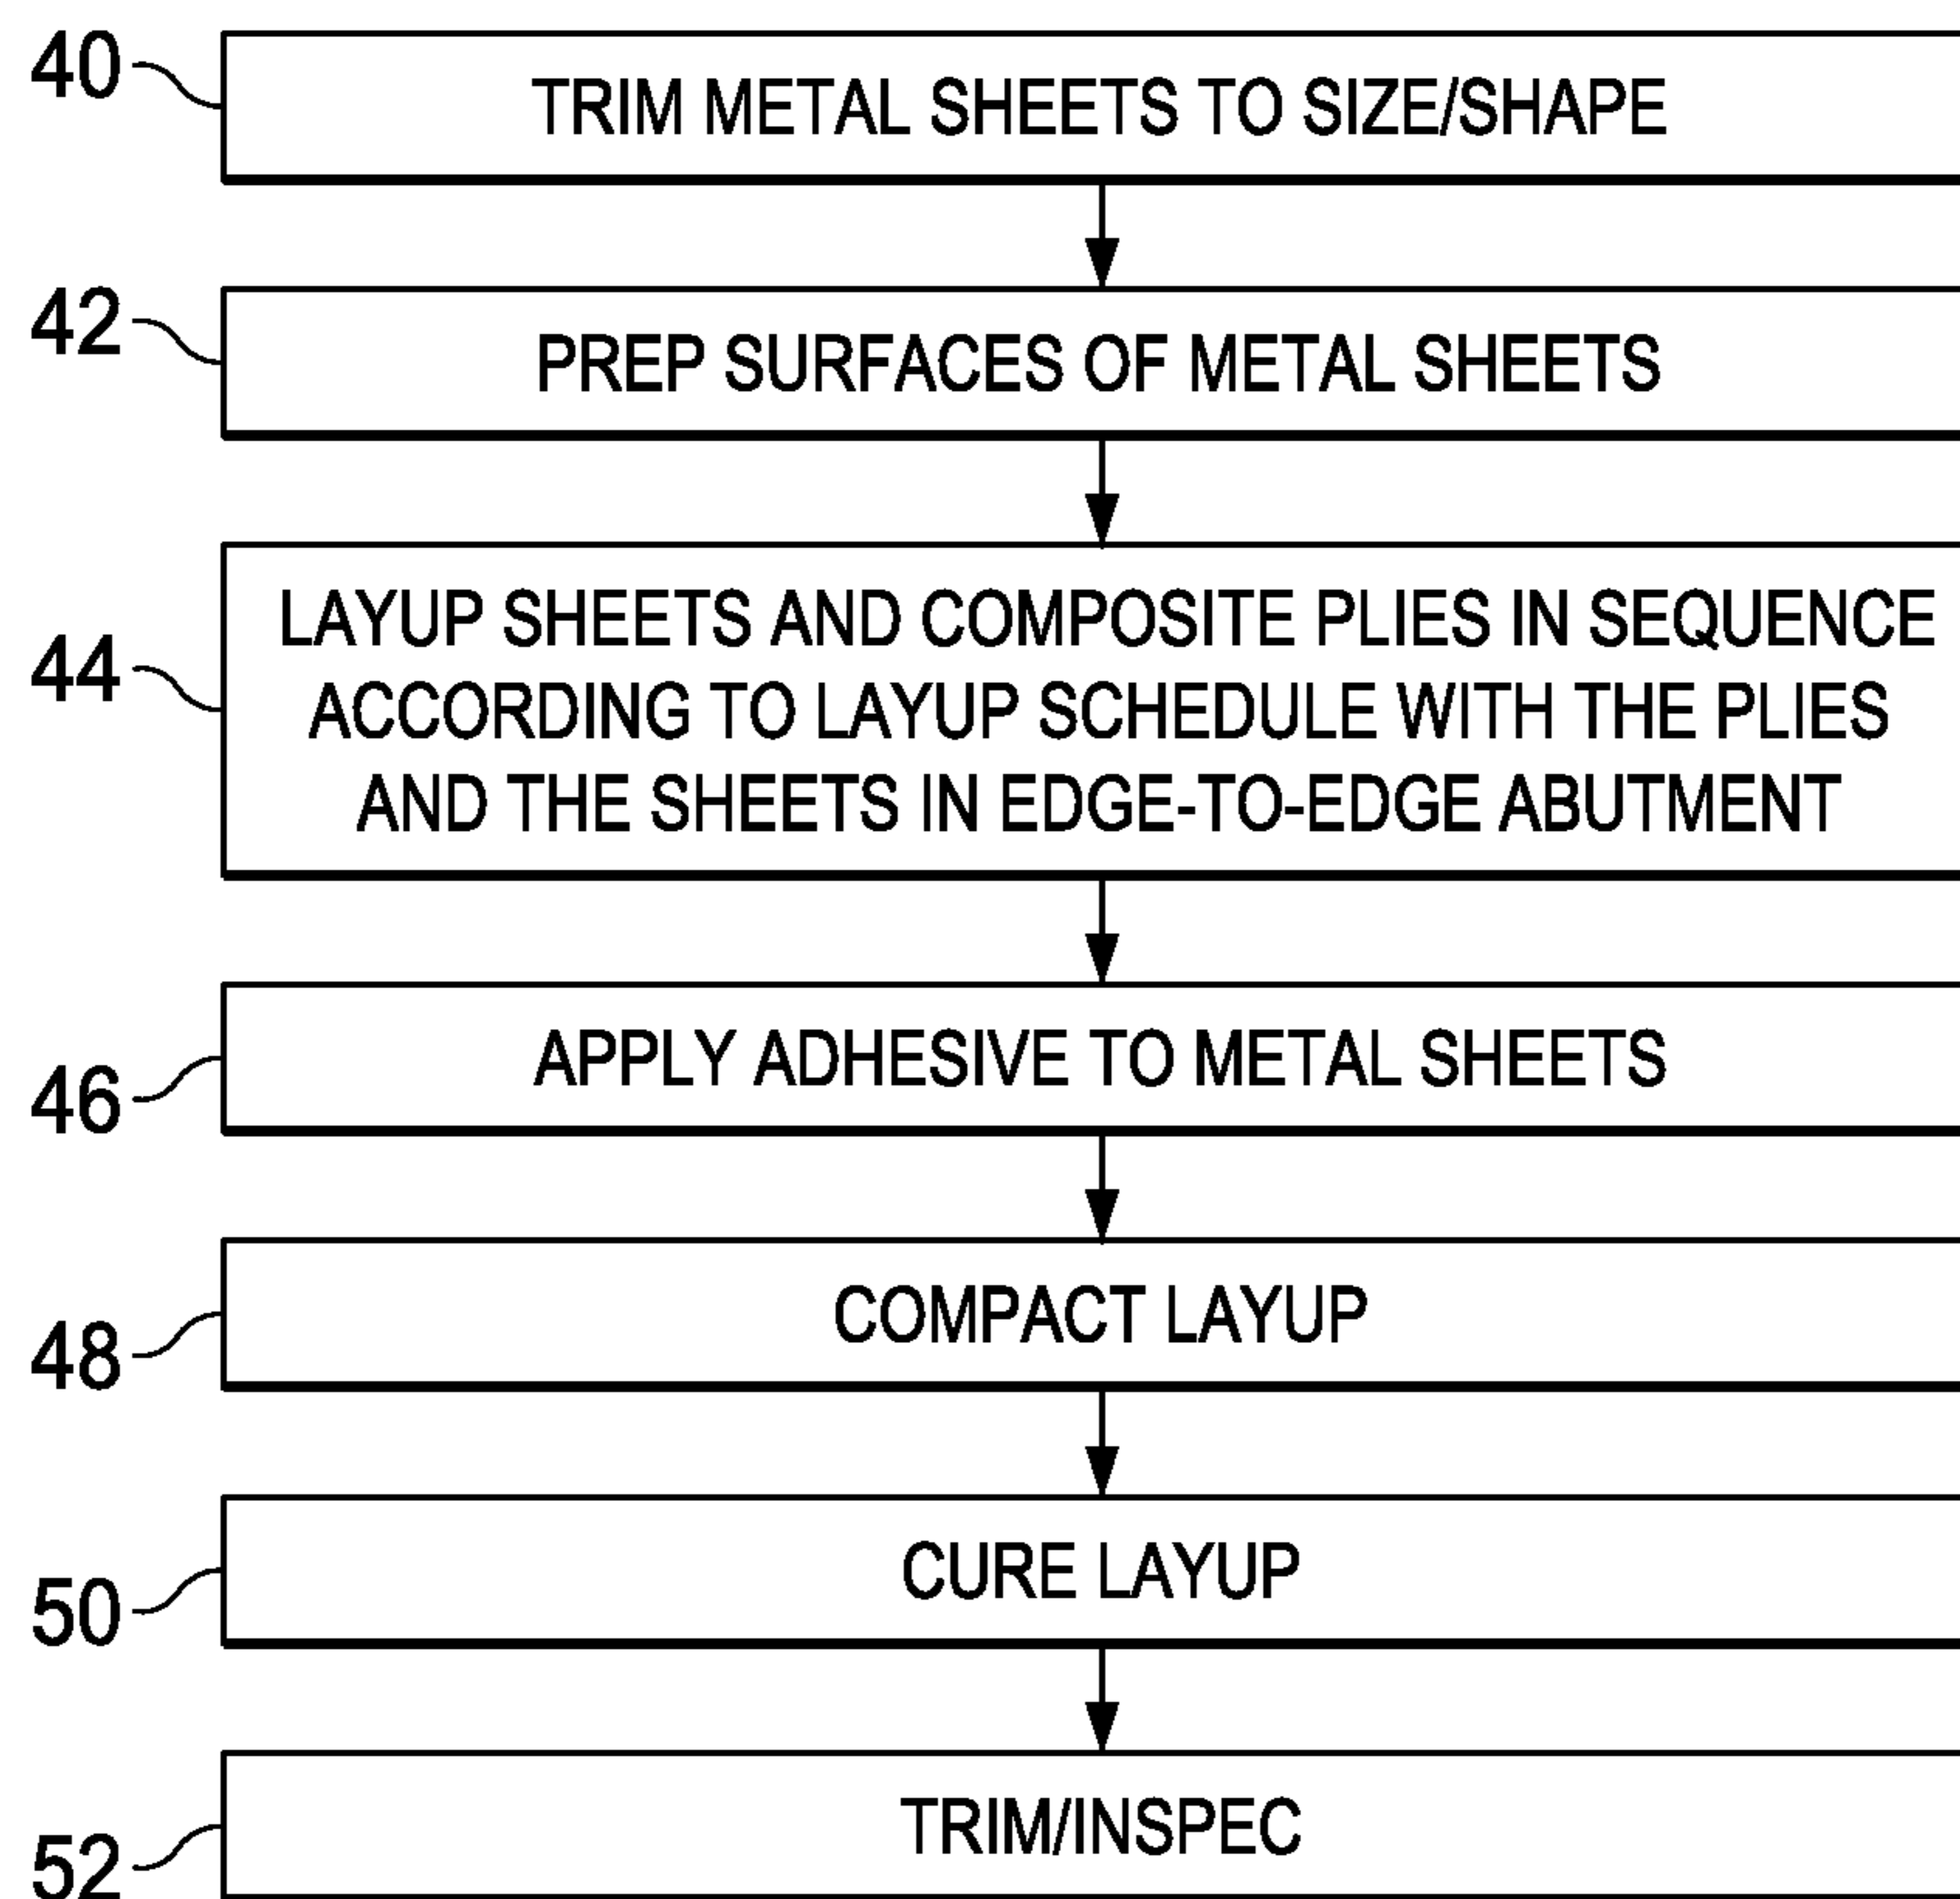 40
TRIM METAL SHEETS TO SIZE/SHAPE
42
PREP SURFACES OF METAL SHEETS
44
LAYUP SHEETS AND COMPOSITE PLIES IN SEQUENCE
ACCORDING TO LAYUP SCHEDULE WITH THE PLIES
AND THE SHEETS IN EDGE-TO-EDGE ABUTMENT
46
APPLY ADHESIVE TO METAL SHEETS
48
COMPACT LAYUP
50
CURE LAYUP
52
TRIM/INSPEC